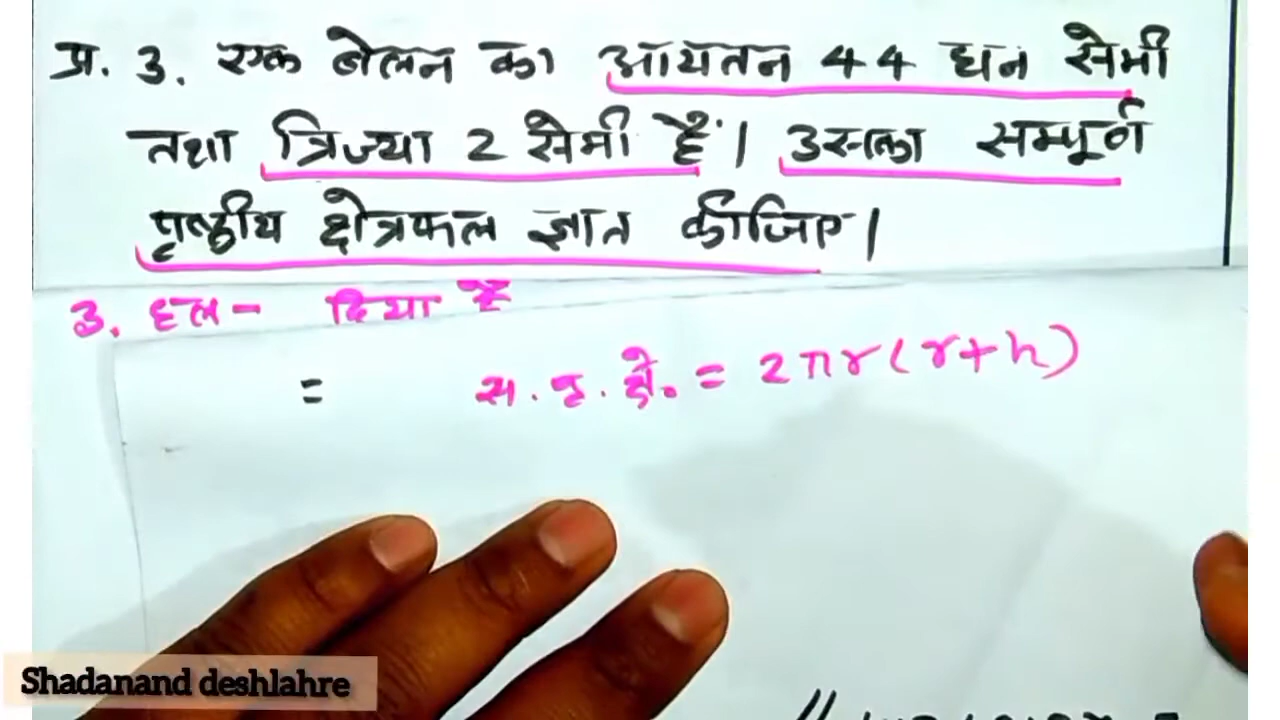 प्र. 3. एक बेलन का आयतन 44 घन सेमी
तथा त्रिज्या 2 सेमी हैं। उसका सम्पूर्ण
पृष्ठीय क्षेत्रफल ज्ञात कीजिए।
3. हल- दिया है
= स.पृ.क्षे. = 2πr(r+h)
Shadanand deshlahre